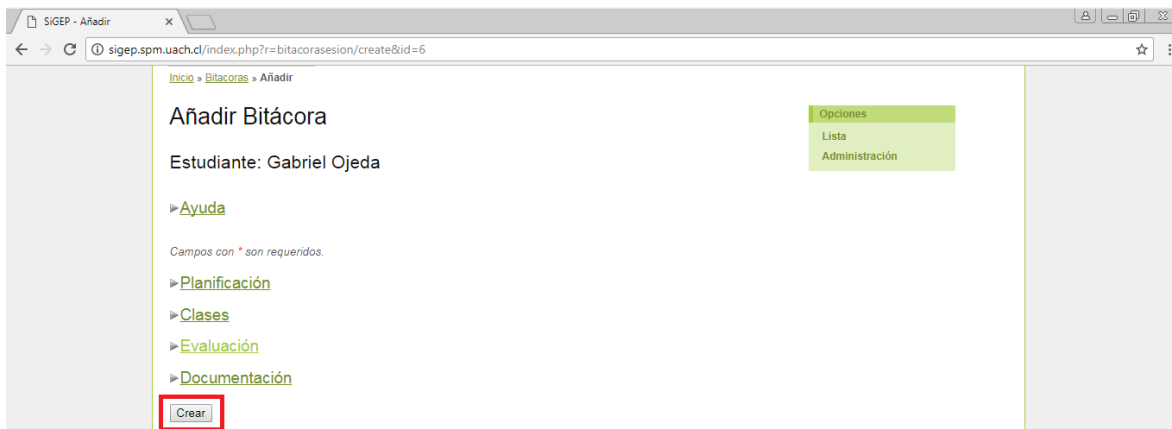 SiGEP - Añadir
sigep.spm.uach.cl/index.php?r=bitacorasesion/create&id=6
Inicio » Bitacoras » Añadir
Añadir Bitácora
Opciones
Lista
Administración
Estudiante: Gabriel Ojeda
Ayuda
Campos con * son requeridos.
Planificación
Clases
Evaluación
Documentación
Crear